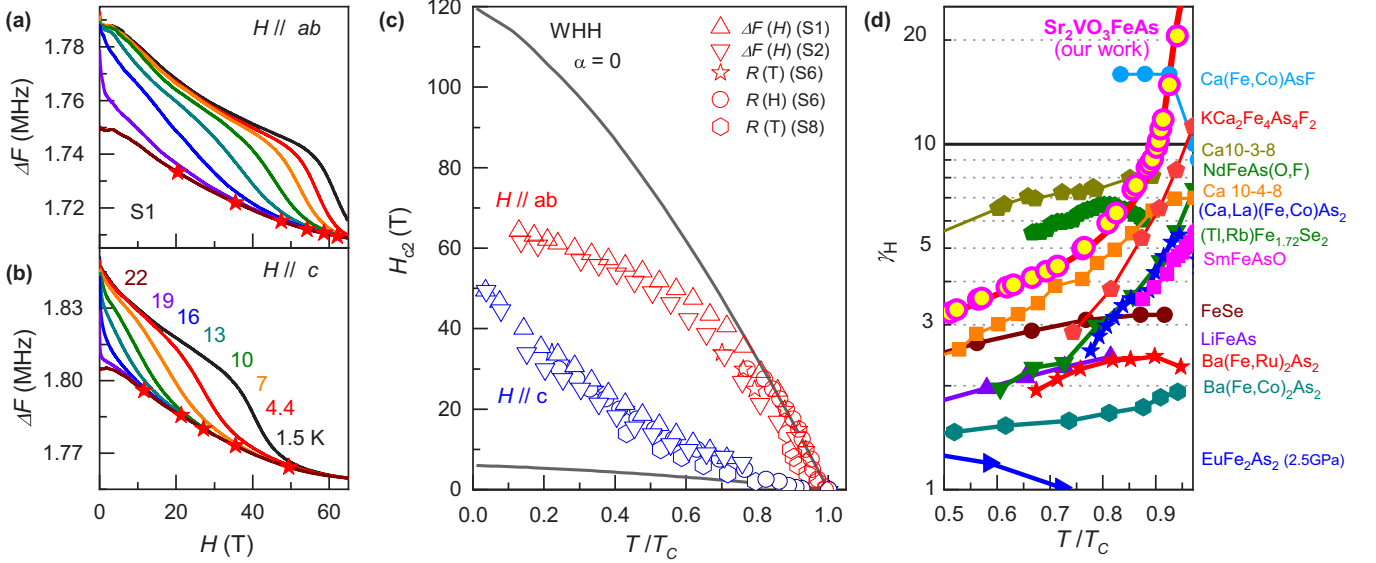 (a)
H // ab
1.78
1.76
1.74
1.72
ΔF (MHz)
S1
(b)
H // c
22
19
16
13
10
7
4.4
1.5 K
1.83
1.80
1.77
ΔF (MHz)
0
20
40
60
H (T)
(c)
WHH
α = 0
ΔF (H) (S1)
ΔF (H) (S2)
R (T) (S6)
R (H) (S6)
R (T) (S8)
H // ab
H // c
120
100
80
60
40
20
0
H_c2 (T)
0.0
0.2
0.4
0.6
0.8
1.0
T/T_C
(d)
Sr₂VO₃FeAs
(our work)
20
10
5
3
2
1
γ_H
0.5
0.6
0.7
0.8
0.9
T/T_C
Ca(Fe,Co)AsF
KCa₂Fe₄As₄F₂
Ca10-3-8
NdFeAs(O,F)
Ca 10-4-8
(Ca,La)(Fe,Co)As₂
(Tl,Rb)Fe₁.₇₂Se₂
SmFeAsO
FeSe
LiFeAs
Ba(Fe,Ru)₂As₂
Ba(Fe,Co)₂As₂
EuFe₂As₂ (2.5GPa)